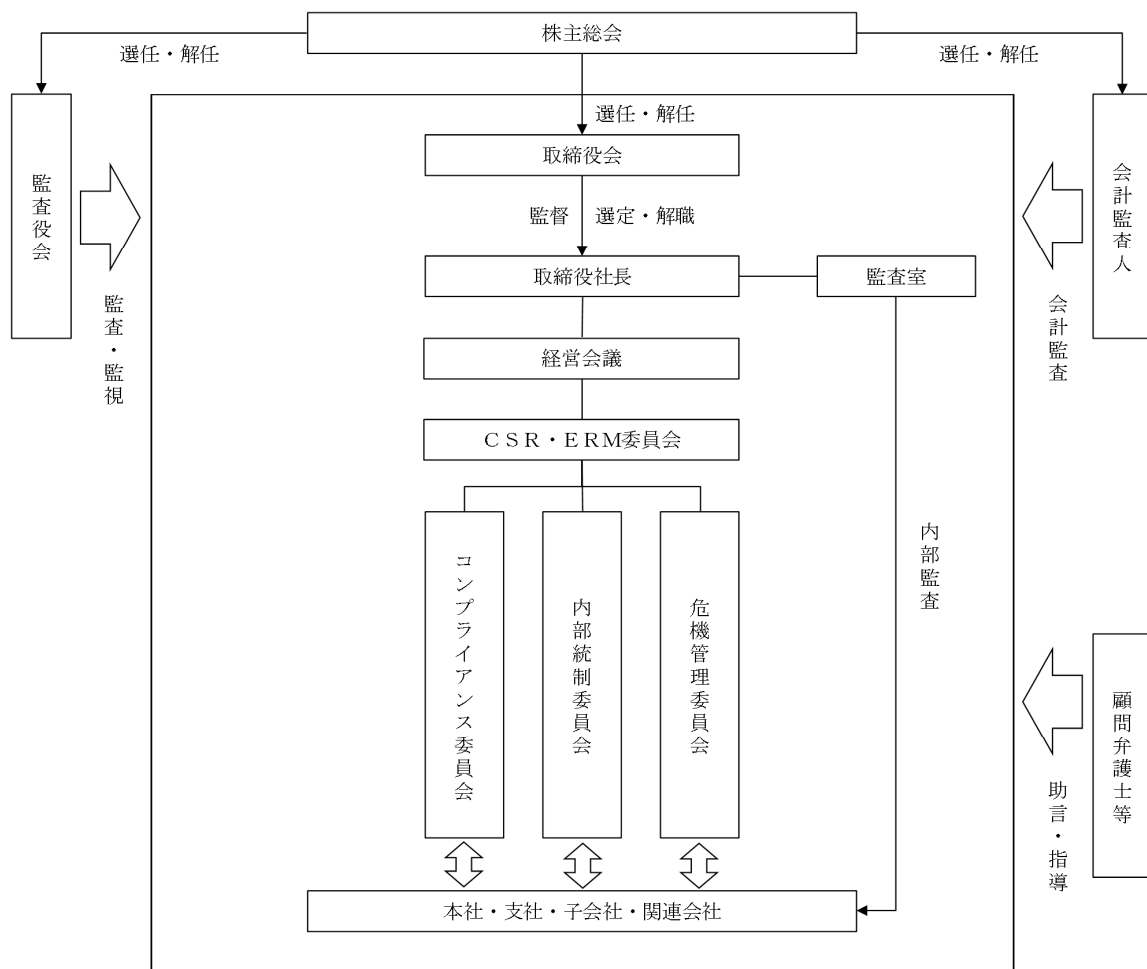 株主総会
選任・解任
選任・解任
選任・解任
取締役会
監査役会
会計監査人
監督
選定・解職
取締役社長
監査室
監査・監視
会計監査
経営会議
ＣＳＲ・ＥＲＭ委員会
コンプライアンス委員会
内部統制委員会
危機管理委員会
内部監査
顧問弁護士等
助言・指導
本社・支社・子会社・関連会社